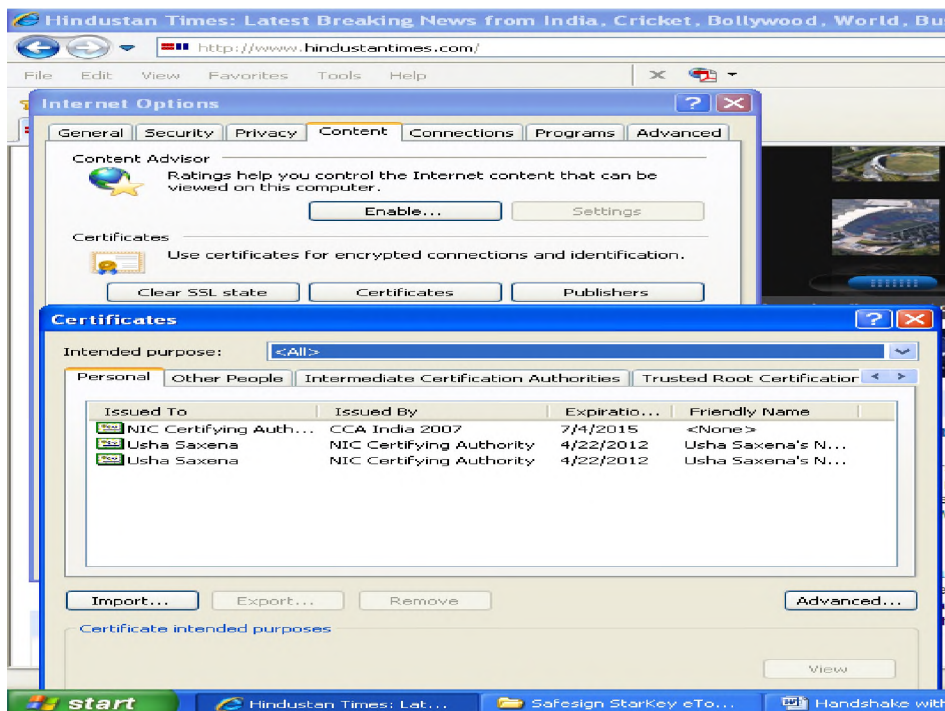 Hindustan Times: Latest Breaking News from India, Cricket, Bollywood, World, Bu
http://www.hindustantimes.com/
File Edit View Favorites Tools Help
Internet Options
General Security Privacy Content Connections Programs Advanced
Content Advisor
Ratings help you control the Internet content that can be
viewed on this computer.
Enable... Settings
Certificates
Use certificates for encrypted connections and identification.
Clear SSL state Certificates Publishers
Certificates
Intended purpose: <All>
Personal Other People Intermediate Certification Authorities Trusted Root Certification
Issued To Issued By Expiratio... Friendly Name
NIC Certifying Auth... CCA India 2007 7/4/2015 <None>
Usha Saxena NIC Certifying Authority 4/22/2012 Usha Saxena's N...
Usha Saxena NIC Certifying Authority 4/22/2012 Usha Saxena's N...
Import... Export... Remove Advanced...
Certificate intended purposes
View
start Hindustan Times: Lat... Safesign StarKey eTo... Handshake with